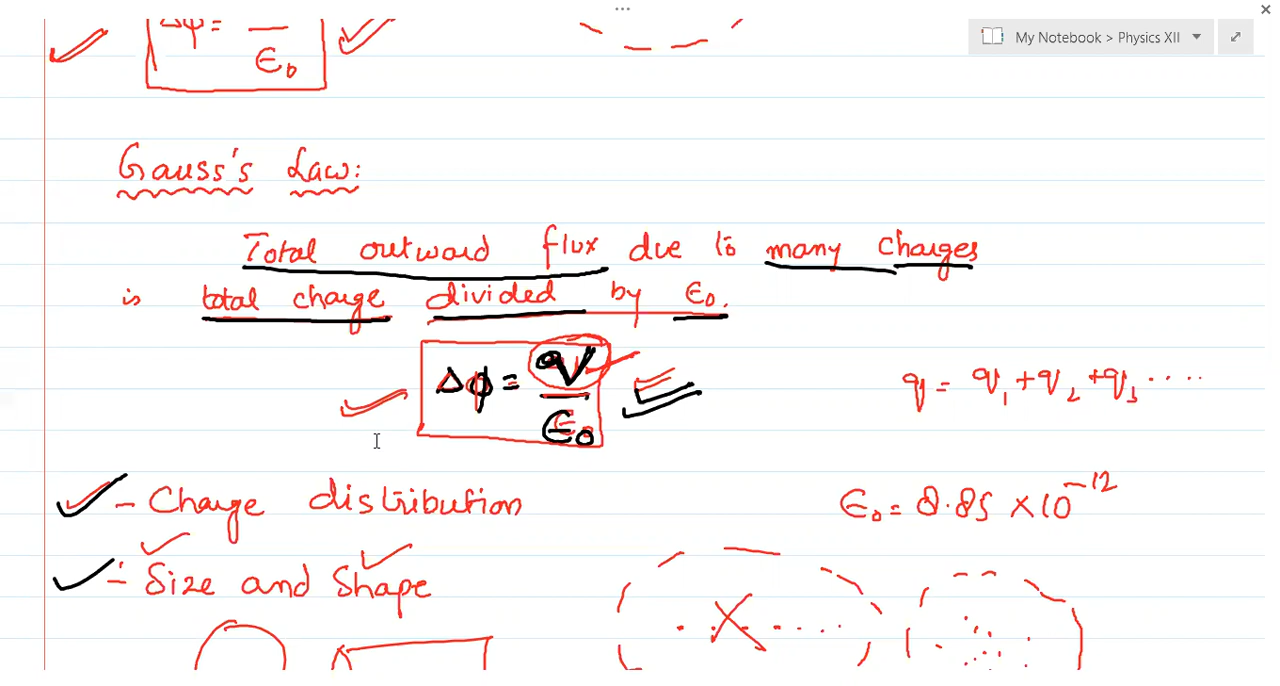 My Notebook > Physics XII
Δφ =
ε₀
Gauss's Law:
Total outward flux due to many charges
is total charge divided by ε₀.
Δφ = q/ε₀
q = q₁ + q₂ + q₃ ....
- Charge distribution
ε₀ = 8.85 × 10⁻¹²
- Size and Shape